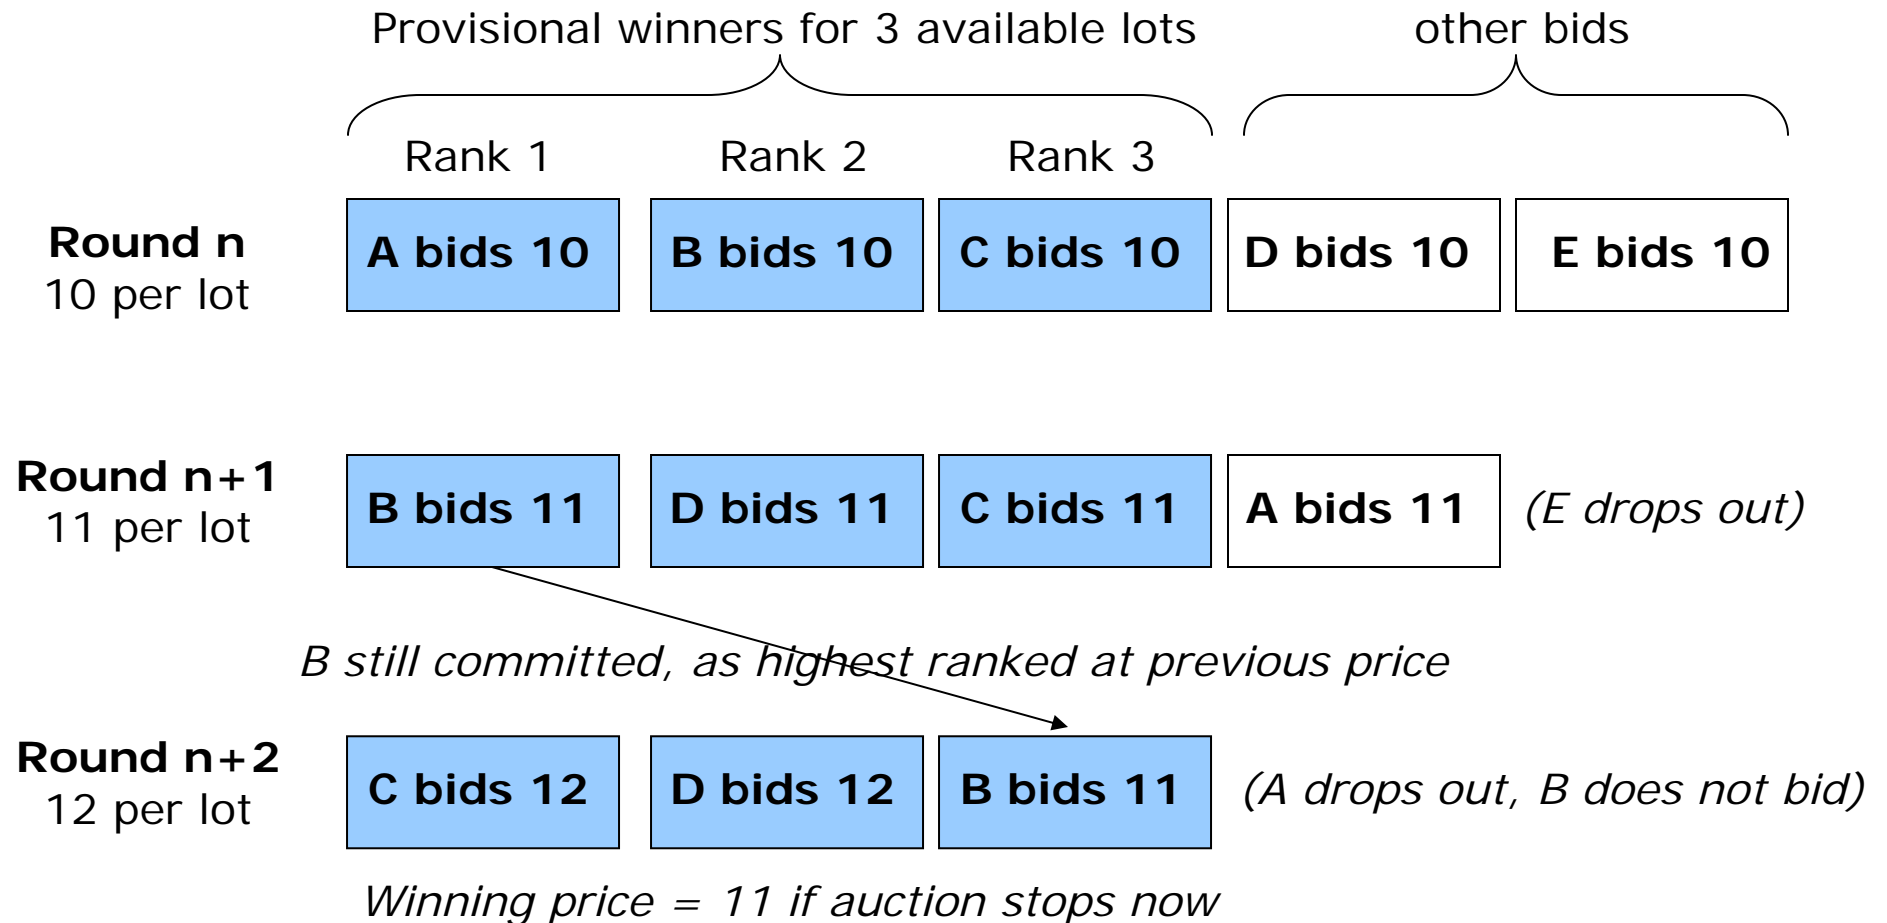 Provisional winners for 3 available lots other bids
Rank 1 Rank 2 Rank 3
Round n
10 per lot
A bids 10 B bids 10 C bids 10 D bids 10 E bids 10
Round n+1
11 per lot
B bids 11 D bids 11 C bids 11 A bids 11 (E drops out)
B still committed, as highest ranked at previous price
Round n+2
12 per lot
C bids 12 D bids 12 B bids 11 (A drops out, B does not bid)
Winning price = 11 if auction stops now